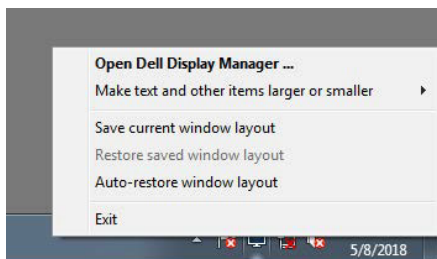 Open Dell Display Manager ...
Make text and other items larger or smaller
Save current window layout
Restore saved window layout
Auto-restore window layout
Exit
5/8/2018